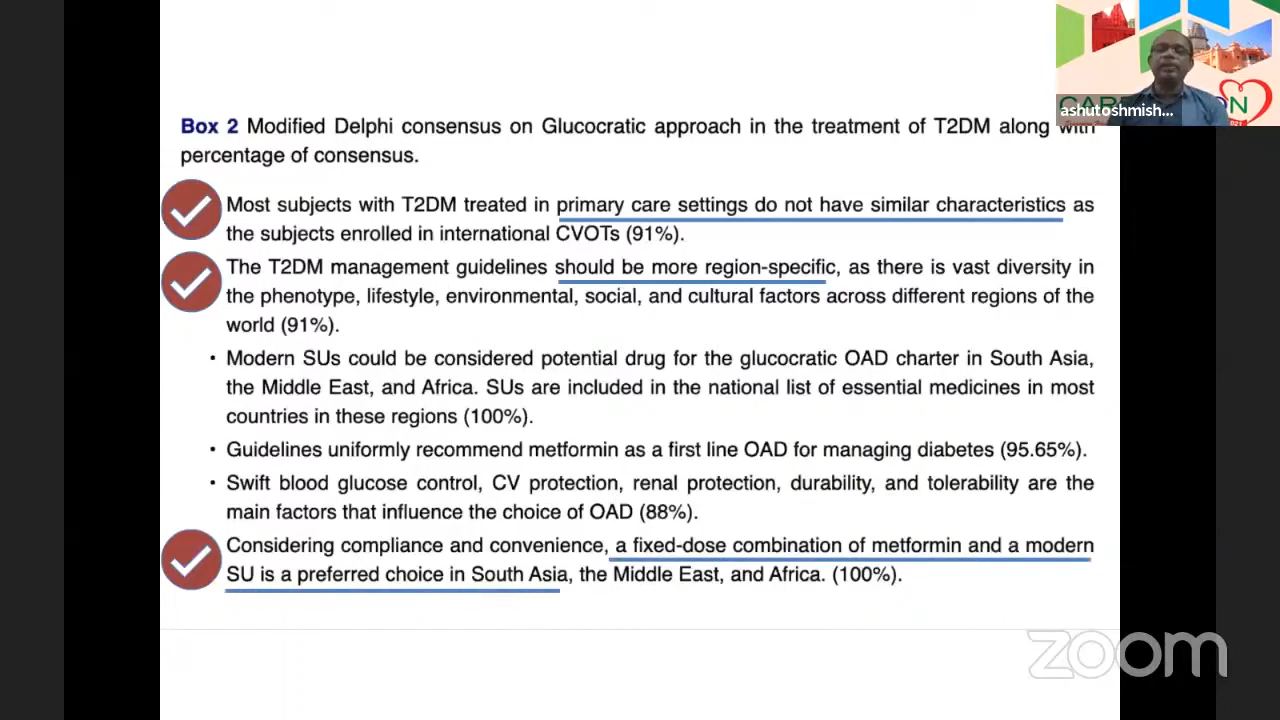 ashutoshmish...
Box 2 Modified Delphi consensus on Glucocratic approach in the treatment of T2DM along with
percentage of consensus.
Most subjects with T2DM treated in primary care settings do not have similar characteristics as
the subjects enrolled in international CVOTs (91%).
The T2DM management guidelines should be more region-specific, as there is vast diversity in
the phenotype, lifestyle, environmental, social, and cultural factors across different regions of the
world (91%).
• Modern SUs could be considered potential drug for the glucocratic OAD charter in South Asia,
the Middle East, and Africa. SUs are included in the national list of essential medicines in most
countries in these regions (100%).
• Guidelines uniformly recommend metformin as a first line OAD for managing diabetes (95.65%).
• Swift blood glucose control, CV protection, renal protection, durability, and tolerability are the
main factors that influence the choice of OAD (88%).
Considering compliance and convenience, a fixed-dose combination of metformin and a modern
SU is a preferred choice in South Asia, the Middle East, and Africa. (100%).
zoom